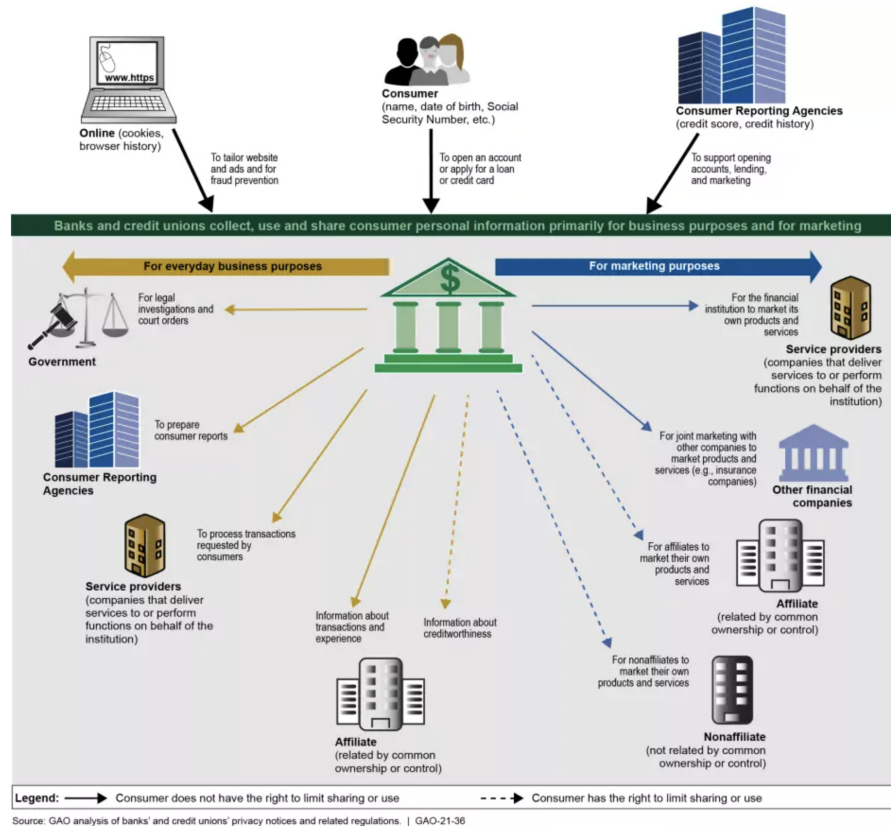 www.https
Online (cookies,
browser history)
Consumer
(name, date of birth, Social
Security Number, etc.)
Consumer Reporting Agencies
(credit score, credit history)
To tailor website
and ads and for
fraud prevention
To open an account
or apply for a loan
or credit card
To support opening
accounts, lending,
and marketing
Banks and credit unions collect, use and share consumer personal information primarily for business purposes and for marketing
For everyday business purposes
For marketing purposes
$
For legal
investigations and
court orders
Government
For the financial
institution to market its
own products and
services
Service providers
(companies that deliver
services to or perform
functions on behalf of the
institution)
To prepare
consumer reports
Consumer Reporting
Agencies
For joint marketing with
other companies to
market products and
services (e.g., insurance
companies)
Other financial
companies
To process transactions
requested by
consumers
Service providers
(companies that deliver
services to or perform
functions on behalf of the
institution)
For affiliates to
market their own
products and
services
Affiliate
(related by common
ownership or control)
Information about
transactions and
experience
Information about
creditworthiness
Affiliate
(related by common
ownership or control)
For nonaffiliates to
market their own
products and services
Nonaffiliate
(not related by common
ownership or control)
Legend: Consumer does not have the right to limit sharing or use Consumer has the right to limit sharing or use
Source: GAO analysis of banks' and credit unions' privacy notices and related regulations. | GAO-21-36